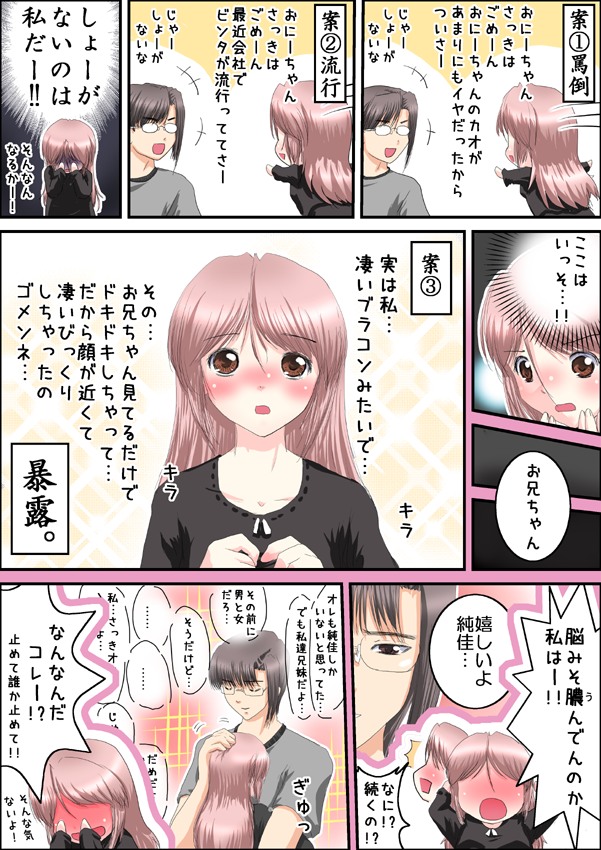 案①罵倒
おにーちゃん
さっきは
ごめーん
おにーちゃんのカオが
あまりにもイヤだったから
ついさー
じゃー
しょーが
ないな
案②流行
おにーちゃん
さっきは
ごめーん
最近会社で
ビンタが流行っててさー
じゃー
しょーが
ないな
しょーが
ないのは
私だー!!
そんなん
なるかーー!
ここは
いっそ…!!
お兄ちゃん
案③
実は私…
凄いブラコンみたいで…
その…
お兄ちゃん見てるだけで
ドキドキしちゃって…
だから顔が近くて
凄いびっくり
しちゃったの
ゴメンネ…
キラ
キラ
暴露。
嬉しいよ
純佳…
脳みそ膿んでんのか
う
私はー!!
なに!?
続くの!?
オレも純佳しか
いないと思ってた…
でも私達兄妹だよ…
その前に
男と女
だろ…
そうだけど…
……
……
私…さっきオ
よ…
じゃ
だめだ…
ぎゅっ
なんなんだ
コレー!?
止めて誰か止めて!!
そんな気
ないよ!